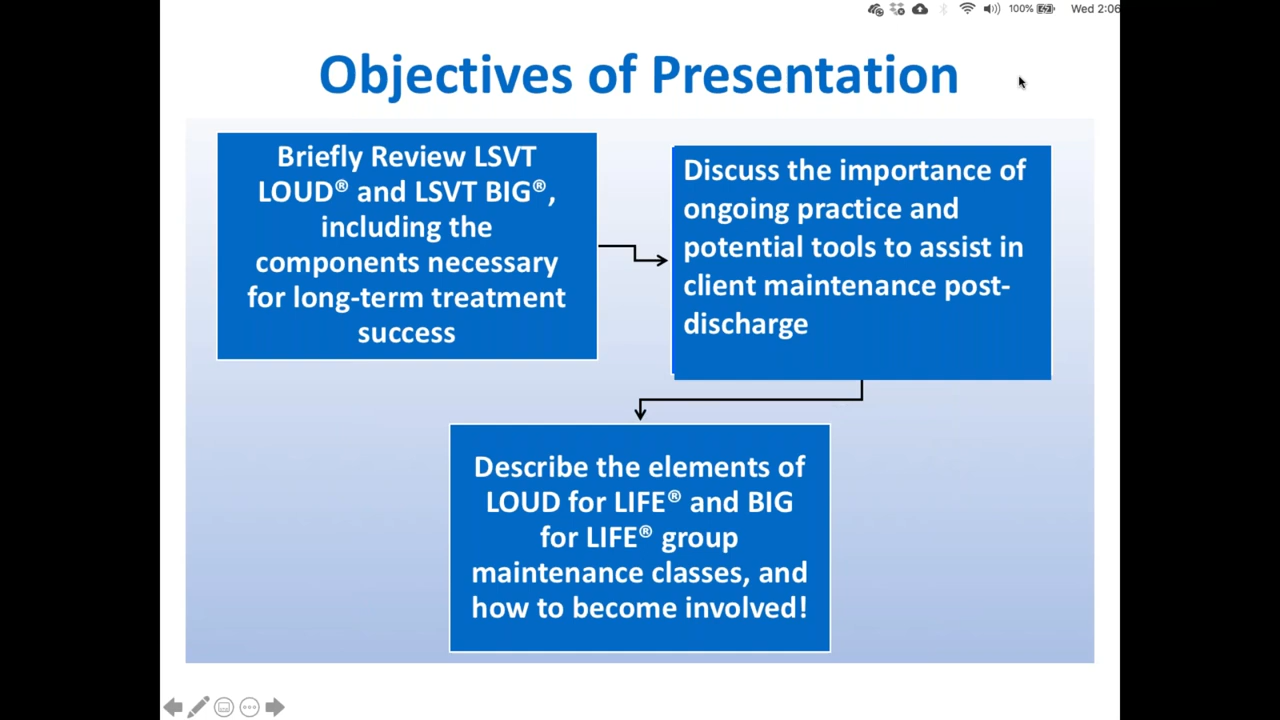 100%
Wed 2:06
Objectives of Presentation
Briefly Review LSVT
LOUD® and LSVT BIG®,
including the
components necessary
for long-term treatment
success
Discuss the importance of
ongoing practice and
potential tools to assist in
client maintenance post-
discharge
Describe the elements of
LOUD for LIFE® and BIG
for LIFE® group
maintenance classes, and
how to become involved!